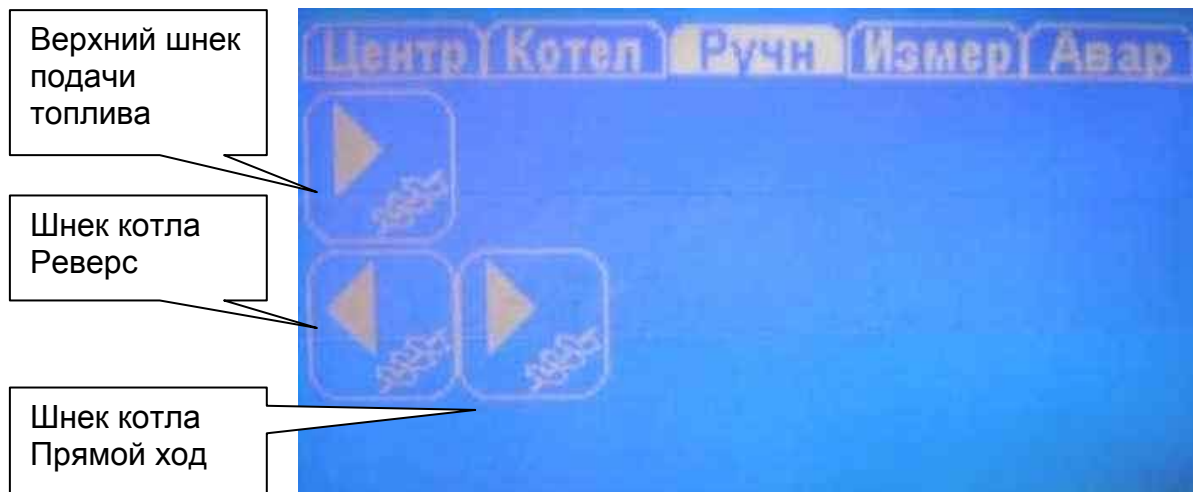 Верхний шнек
подачи
топлива
Центр Котел Ручн Измер Авар
Шнек котла
Реверс
Шнек котла
Прямой ход